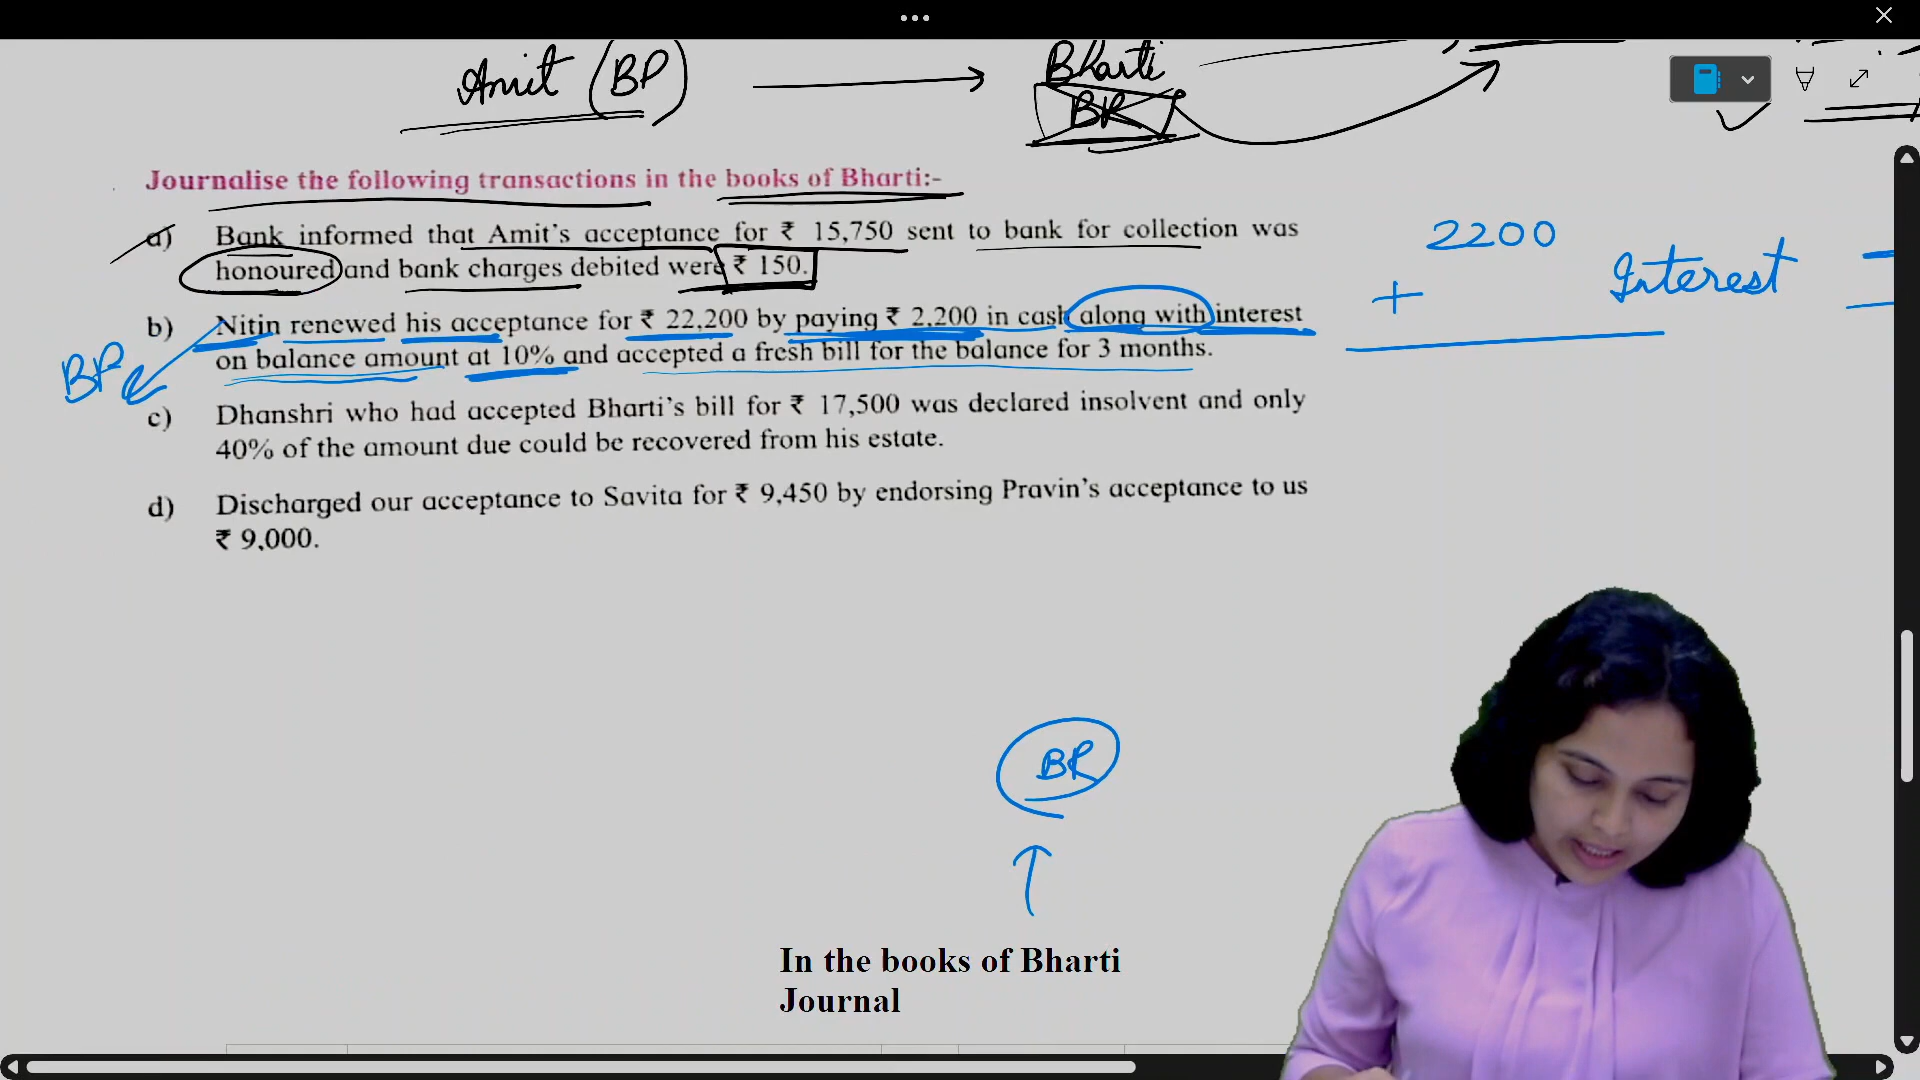 Amit (BP)
Bharti
BR
Journalise the following transactions in the books of Bharti:-
a) Bank informed that Amit's acceptance for ₹ 15,750 sent to bank for collection was
honoured and bank charges debited were ₹ 150.
2200
+ Interest =
b) Nitin renewed his acceptance for ₹ 22,200 by paying ₹ 2,200 in cash along with interest
on balance amount at 10% and accepted a fresh bill for the balance for 3 months.
BP
c) Dhanshri who had accepted Bharti's bill for ₹ 17,500 was declared insolvent and only
40% of the amount due could be recovered from his estate.
d) Discharged our acceptance to Savita for ₹ 9,450 by endorsing Pravin's acceptance to us
₹ 9,000.
BR
In the books of Bharti
Journal